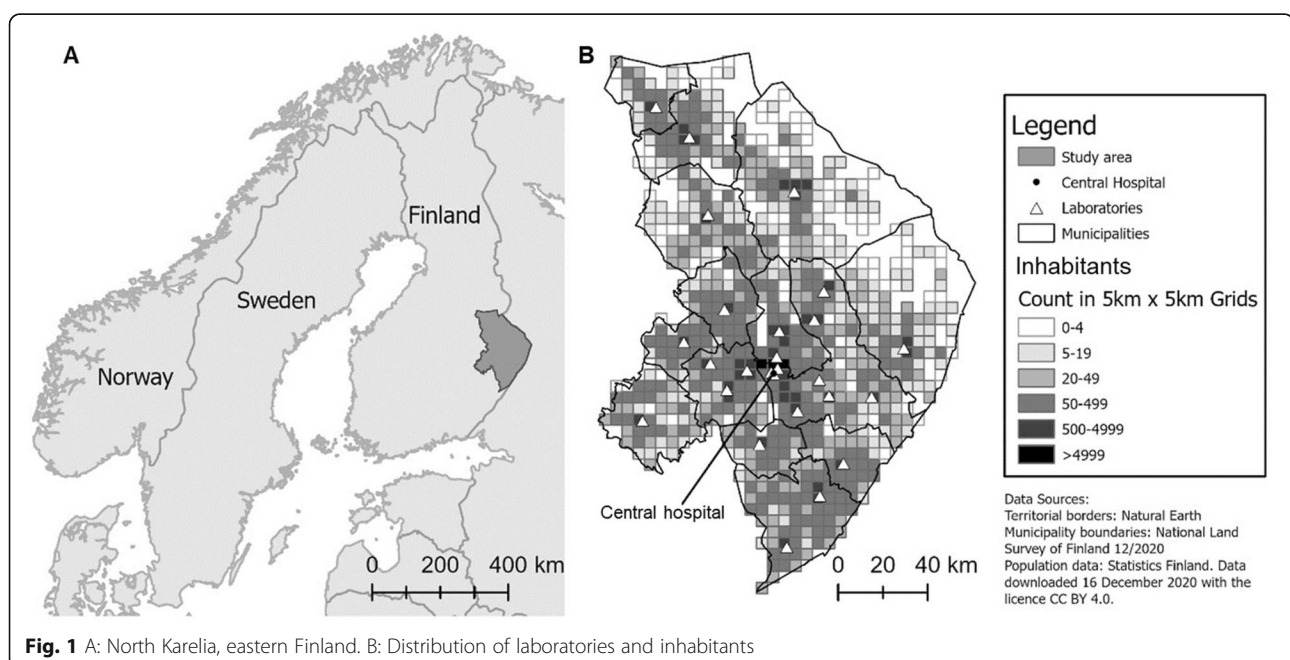 A
Finland
Sweden
Norway
0 200 400 km
B
Central hospital
0 20 40 km
Legend
Study area
Central Hospital
Laboratories
Municipalities
Inhabitants
Count in 5km x 5km Grids
0-4
5-19
20-49
50-499
500-4999
>4999
Data Sources:
Territorial borders: Natural Earth
Municipality boundaries: National Land
Survey of Finland 12/2020
Population data: Statistics Finland. Data
downloaded 16 December 2020 with the
licence CC BY 4.0.
Fig. 1 A: North Karelia, eastern Finland. B: Distribution of laboratories and inhabitants